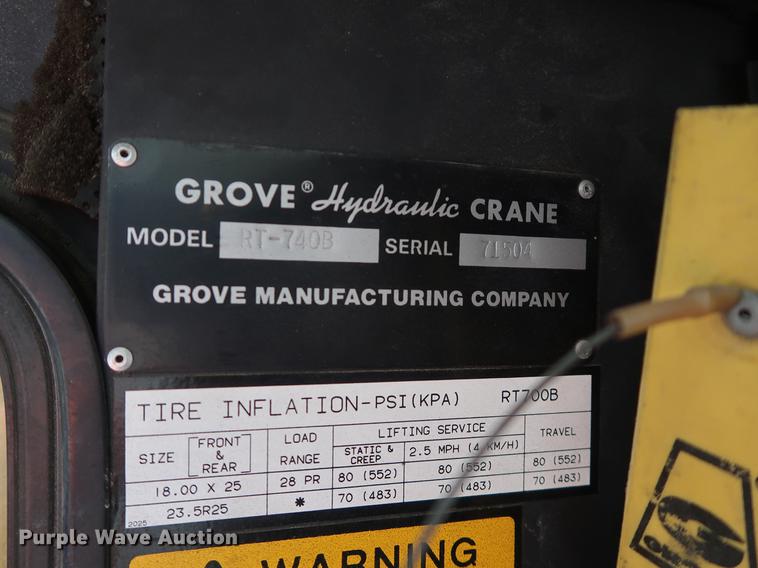 GROVE® Hydraulic CRANE
MODEL RT-740B SERIAL 71504
GROVE MANUFACTURING COMPANY
TIRE INFLATION-PSI(KPA) RT700B
SIZE [FRONT & REAR] LOAD RANGE LIFTING SERVICE TRAVEL
STATIC & CREEP 2.5 MPH (4 KM/H)
18.00 X 25 28 PR 80 (552) 80 (552) 80 (552)
23.5R25 * 70 (483) 70 (483) 70 (483)
2025
WARNING
Purple Wave Auction